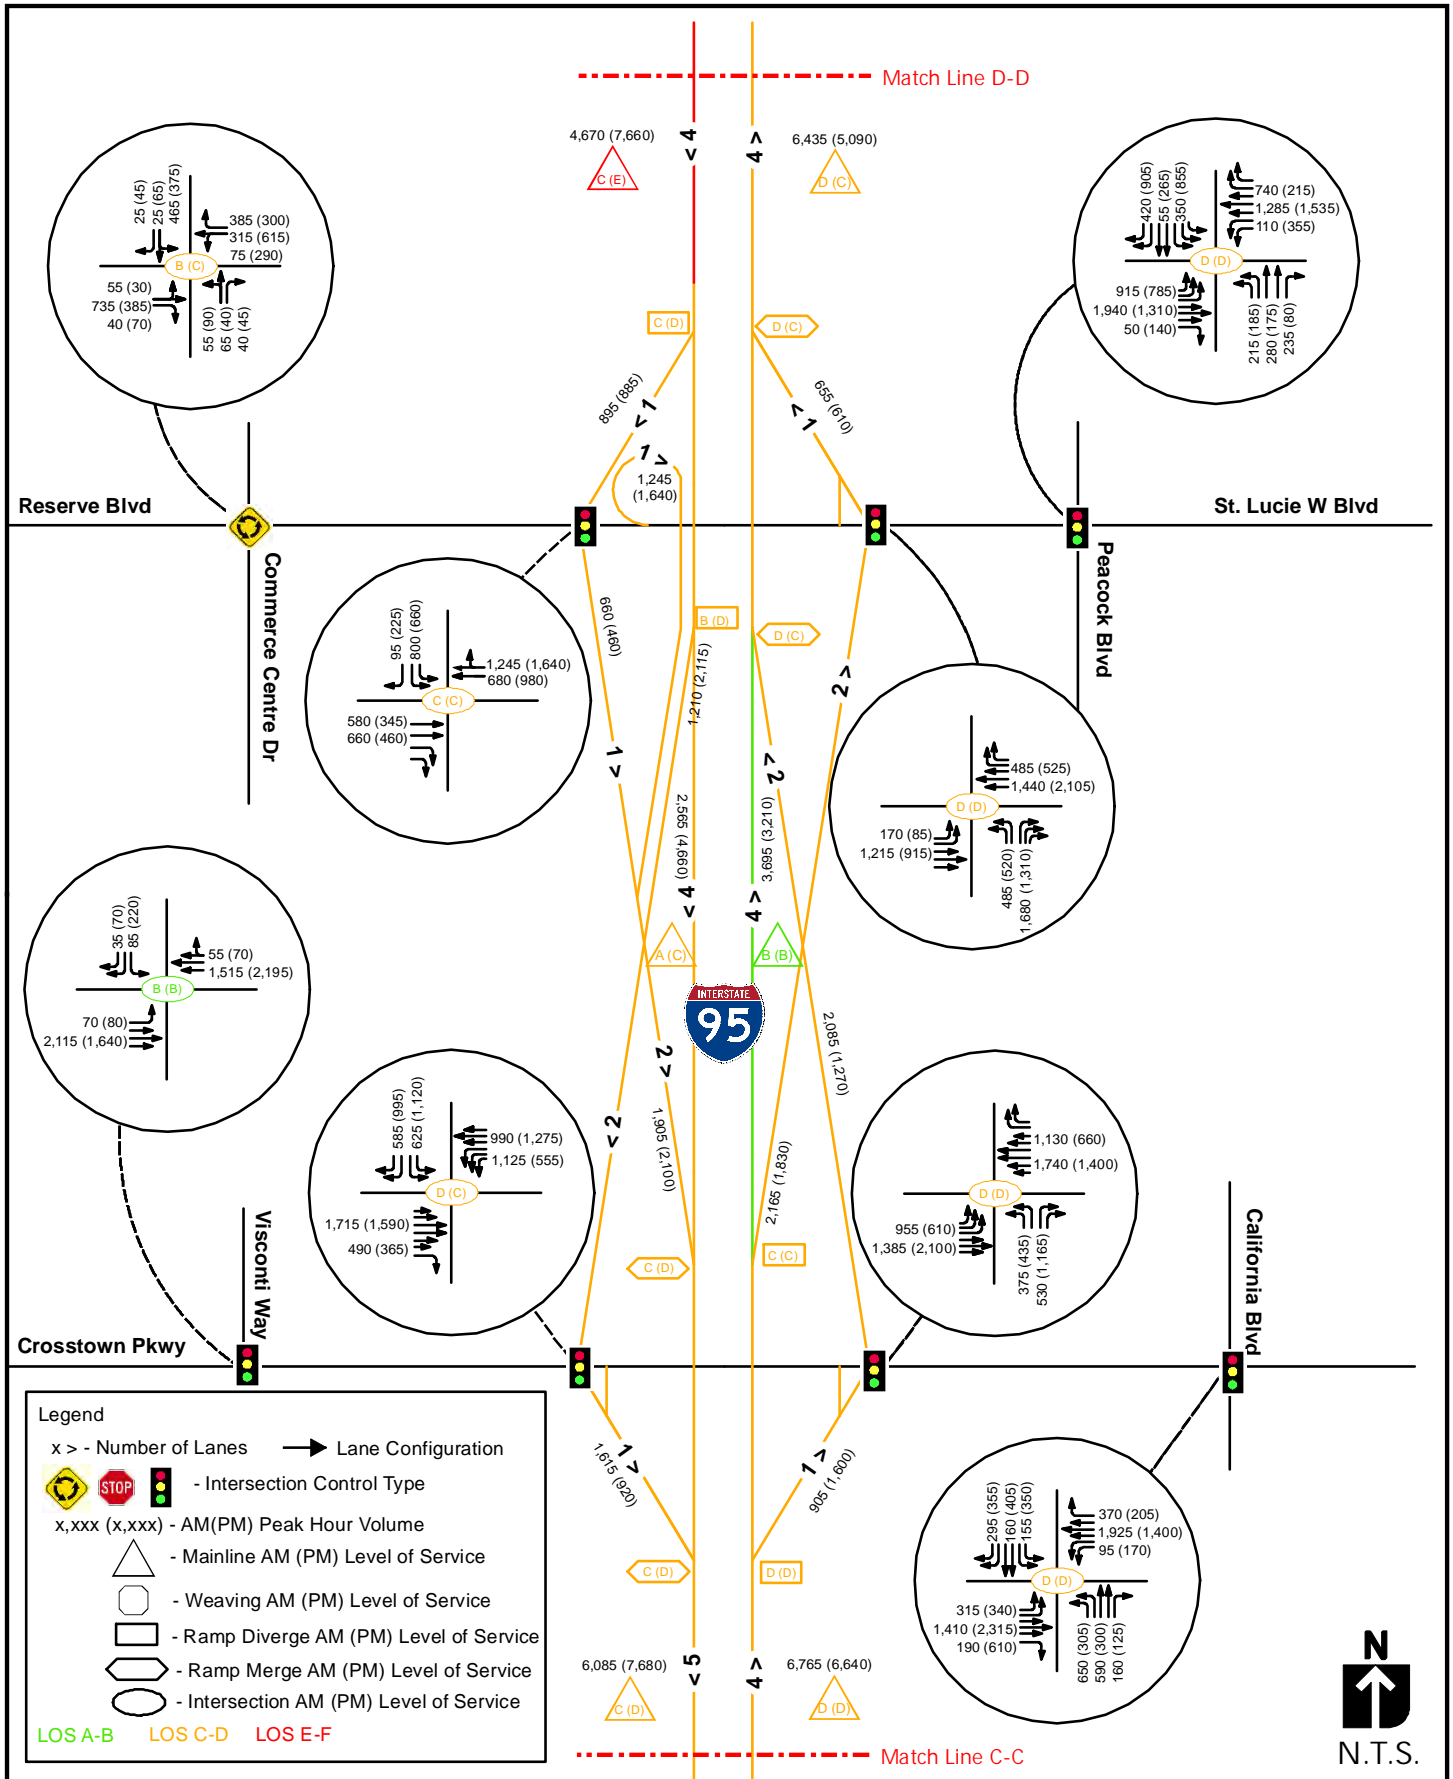 Match Line D-D
4,670 (7,660)
C (E)
< 4
4 >
6,435 (5,090)
D (C)
25 (45)
25 (65)
465 (375)
385 (300)
315 (615)
75 (290)
B (C)
55 (30)
735 (385)
40 (70)
55 (90)
65 (40)
40 (45)
420 (905)
55 (265)
350 (855)
740 (215)
1,285 (1,535)
110 (355)
D (D)
915 (785)
1,940 (1,310)
50 (140)
215 (185)
280 (175)
235 (80)
C (D)
D (C)
895 (885)
< 1
655 (610)
< 1
1 >
1,245
(1,640)
Reserve Blvd
St. Lucie W Blvd
Commerce Centre Dr
Peacock Blvd
95 (225)
800 (660)
1,245 (1,640)
680 (980)
C (C)
580 (345)
660 (460)
660 (460)
1 >
B (D)
1,210 (2,115)
D (C)
2 >
< 2
2,565 (4,660)
3,695 (3,210)
< 4
4 >
485 (525)
1,440 (2,105)
D (D)
170 (85)
1,215 (915)
485 (520)
1,680 (1,310)
35 (70)
85 (220)
55 (70)
1,515 (2,195)
B (B)
70 (80)
2,115 (1,640)
A (C)
B (B)
INTERSTATE
95
2 >
2,085 (1,270)
< 2
1,905 (2,100)
2,165 (1,830)
585 (995)
625 (1,120)
990 (1,275)
1,125 (555)
D (C)
1,715 (1,590)
490 (365)
1,130 (660)
1,740 (1,400)
D (D)
955 (610)
1,385 (2,100)
375 (435)
530 (1,165)
C (D)
C (C)
Visconti Way
California Blvd
Crosstown Pkwy
1 >
1,615 (920)
1 >
905 (1,600)
295 (355)
160 (405)
155 (350)
370 (205)
1,925 (1,400)
95 (170)
D (D)
315 (340)
1,410 (2,315)
190 (610)
650 (305)
590 (300)
160 (125)
C (D)
D (D)
6,085 (7,680)
C (D)
< 5
4 >
6,765 (6,640)
D (D)
Match Line C-C
Legend
x > - Number of Lanes
Lane Configuration
STOP
- Intersection Control Type
x,xxx (x,xxx) - AM(PM) Peak Hour Volume
- Mainline AM (PM) Level of Service
- Weaving AM (PM) Level of Service
- Ramp Diverge AM (PM) Level of Service
- Ramp Merge AM (PM) Level of Service
- Intersection AM (PM) Level of Service
LOS A-B
LOS C-D
LOS E-F
N
N.T.S.